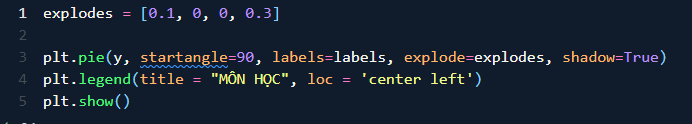 1 explodes = [0.1, 0, 0, 0.3]
2
3 plt.pie(y, startangle=90, labels=labels, explode=explodes, shadow=True)
4 plt.legend(title = "MÔN HỌC", loc = 'center left')
5 plt.show()